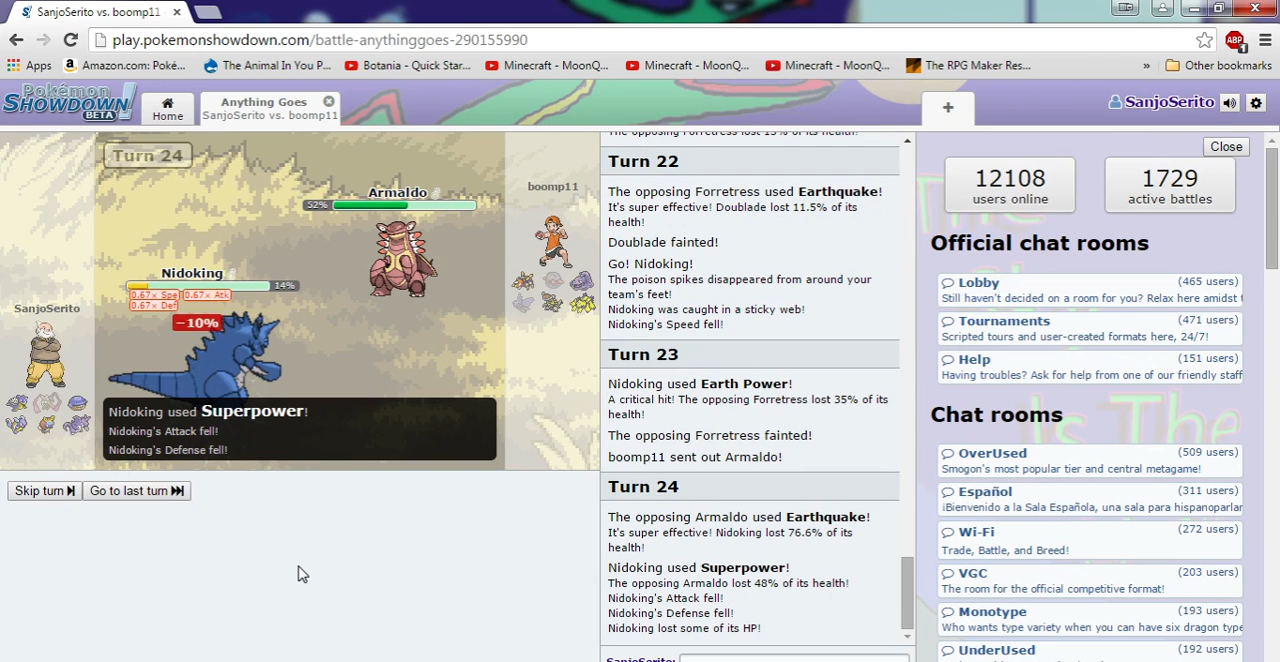 SanjoSerito vs. boomp11
play.pokemonshowdown.com/battle-anythinggoes-290155990
ABP
1
Apps
Amazon.com: Poké...
The Animal In You P...
Botania - Quick Star...
Minecraft - MoonQ...
Minecraft - MoonQ...
Minecraft - MoonQ...
The RPG Maker Res...
»
Other bookmarks
Pokémon
SHOWDOWN!
BETA
Home
Anything Goes
SanjoSerito vs. boomp11
+
SanjoSerito
Turn 24
Armaldo
52%
boomp11
Nidoking
14%
0.67× Spe
0.67× Atk
0.67× Def
−10%
SanjoSerito
Nidoking used Superpower!
Nidoking's Attack fell!
Nidoking's Defense fell!
Skip turn
Go to last turn
The opposing Forretress lost 13% of its health!
Turn 22
The opposing Forretress used Earthquake!
It's super effective! Doublade lost 11.5% of its
health!
Doublade fainted!
Go! Nidoking!
The poison spikes disappeared from around your
team's feet!
Nidoking was caught in a sticky web!
Nidoking's Speed fell!
Turn 23
Nidoking used Earth Power!
A critical hit! The opposing Forretress lost 35% of its
health!
The opposing Forretress fainted!
boomp11 sent out Armaldo!
Turn 24
The opposing Armaldo used Earthquake!
It's super effective! Nidoking lost 76.6% of its
health!
Nidoking used Superpower!
The opposing Armaldo lost 48% of its health!
Nidoking's Attack fell!
Nidoking's Defense fell!
Nidoking lost some of its HP!
SanjoSerito:
Close
12108
users online
1729
active battles
Official chat rooms
Lobby
(465 users)
Still haven't decided on a room for you? Relax here amidst t
Tournaments
(471 users)
Scripted tours and user-created formats here, 24/7!
Help
(151 users)
Having troubles? Ask for help from one of our friendly staff
Chat rooms
OverUsed
(509 users)
Smogon's most popular tier and central metagame!
Español
(311 users)
¡Bienvenido a la Sala Española, una sala para hispanoparlar
Wi-Fi
(272 users)
Trade, Battle, and Breed!
VGC
(203 users)
The room for the official competitive format!
Monotype
(193 users)
Who wants type variety when you can have six dragon type
UnderUsed
(192 users)